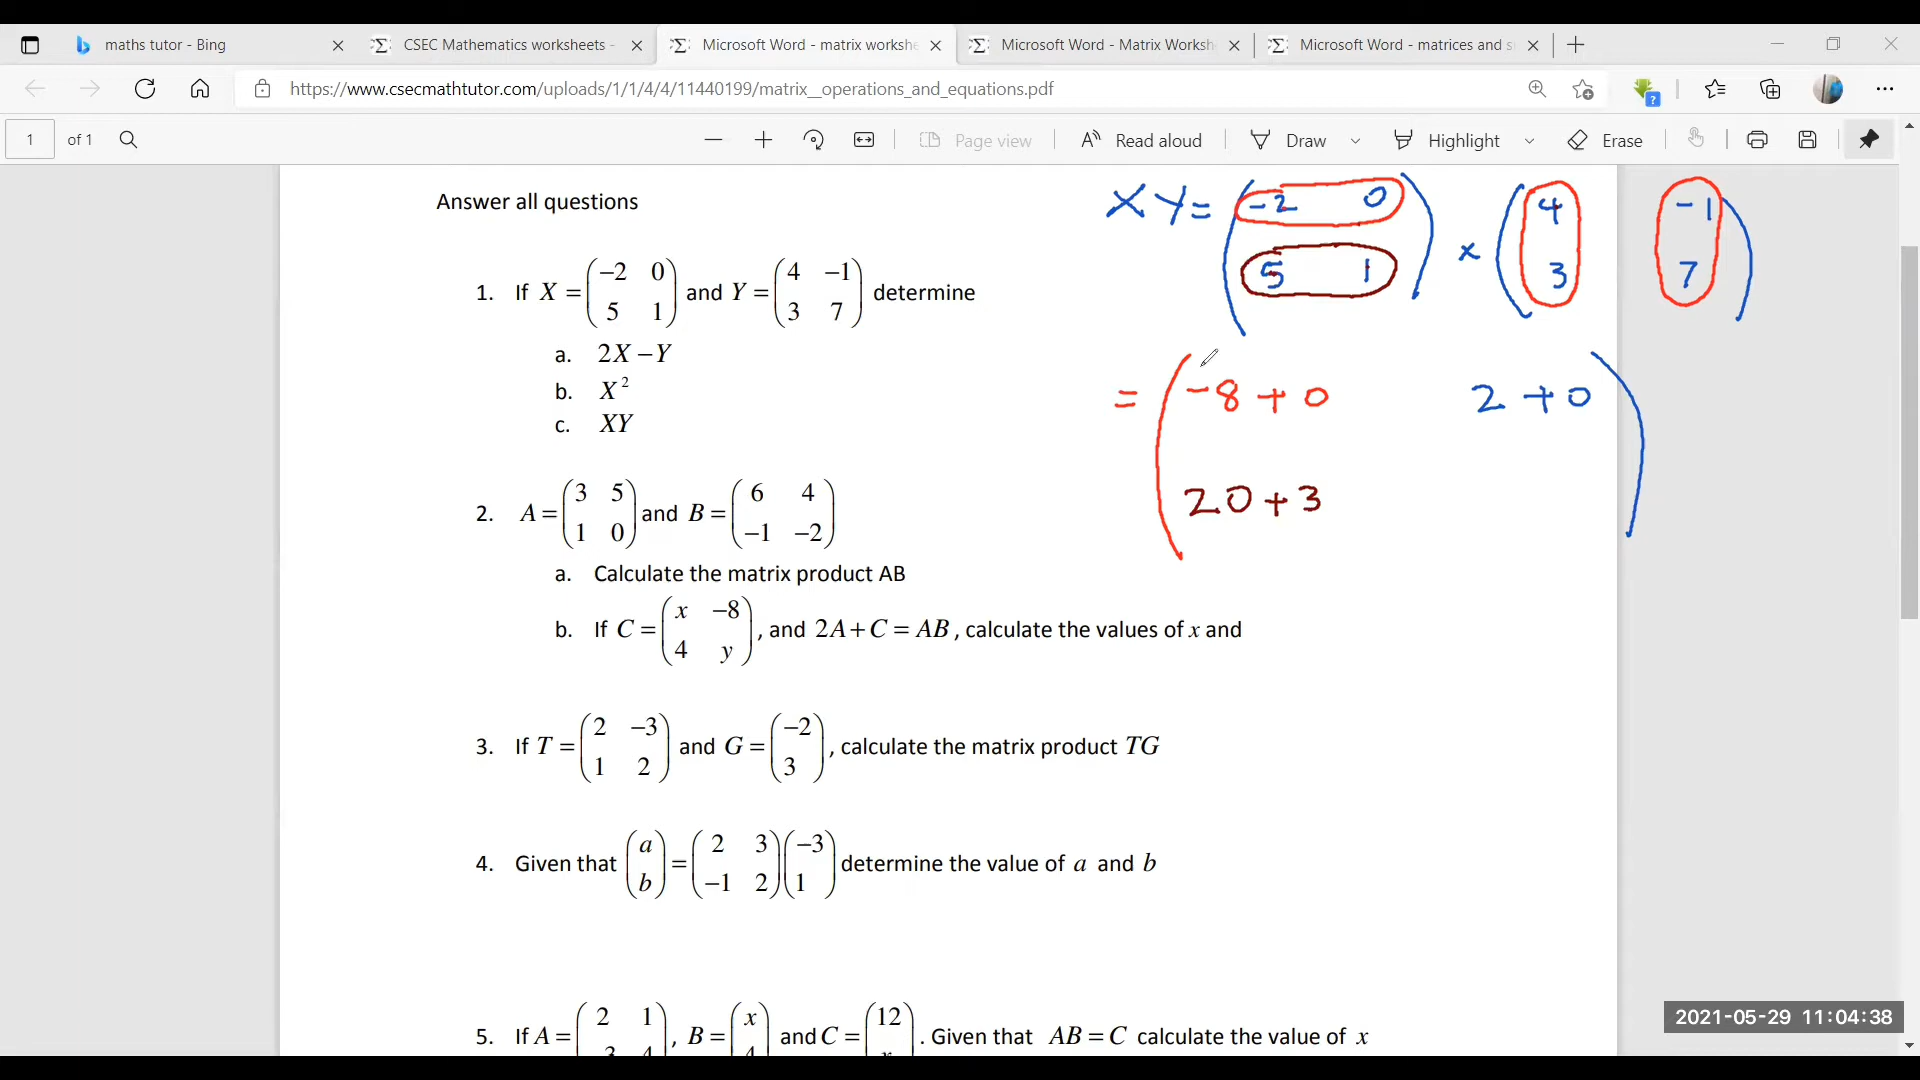 maths tutor - Bing
CSEC Mathematics worksheets -
Microsoft Word - matrix workshe
Microsoft Word - Matrix Worksh
Microsoft Word - matrices and s
https://www.csecmathtutor.com/uploads/1/1/4/4/11440199/matrix__operations_and_equations.pdf
1 of 1
Page view
Read aloud
Draw
Highlight
Erase
Answer all questions
1. If X = (−2 0 5 1) and Y = (4 −1 3 7) determine
a. 2X − Y
b. X²
c. XY
2. A = (3 5 1 0) and B = (6 4 −1 −2)
a. Calculate the matrix product AB
b. If C = (x −8 4 y), and 2A + C = AB, calculate the values of x and
3. If T = (2 −3 1 2) and G = (−2 3), calculate the matrix product TG
4. Given that (a b) = (2 3 −1 2)(−3 1) determine the value of a and b
5. If A = (2 1 , B = (x and C = (12 . Given that AB = C calculate the value of x
XY = (-2 0 5 1) × (4 -1 3 7)
= (-8 + 0 2 + 0
20 + 3 )
2021-05-29 11:04:38